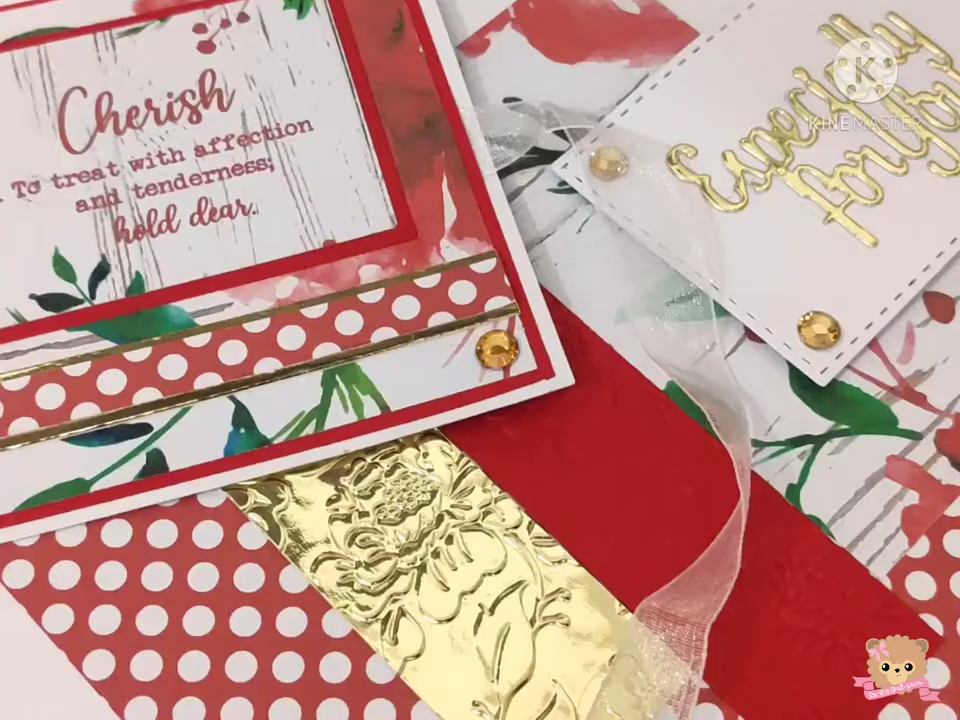 Cherish
To treat with affection
and tenderness;
hold dear.
Especially
for you
KINEMASTER